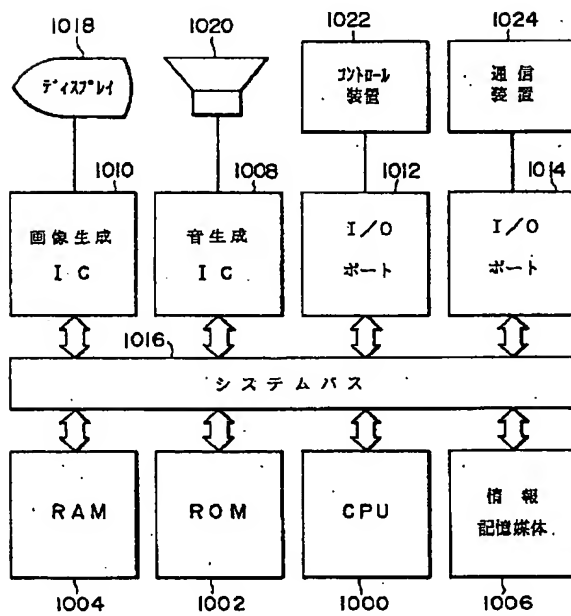 1018
1020
1022
1024
ディスプレイ
コントロール
装置
通信
装置
1010
1008
1012
1014
画像生成
IC
音生成
IC
I/O
ポート
I/O
ポート
1016
システムバス
RAM
ROM
CPU
情報
記憶媒体
1004
1002
1000
1006